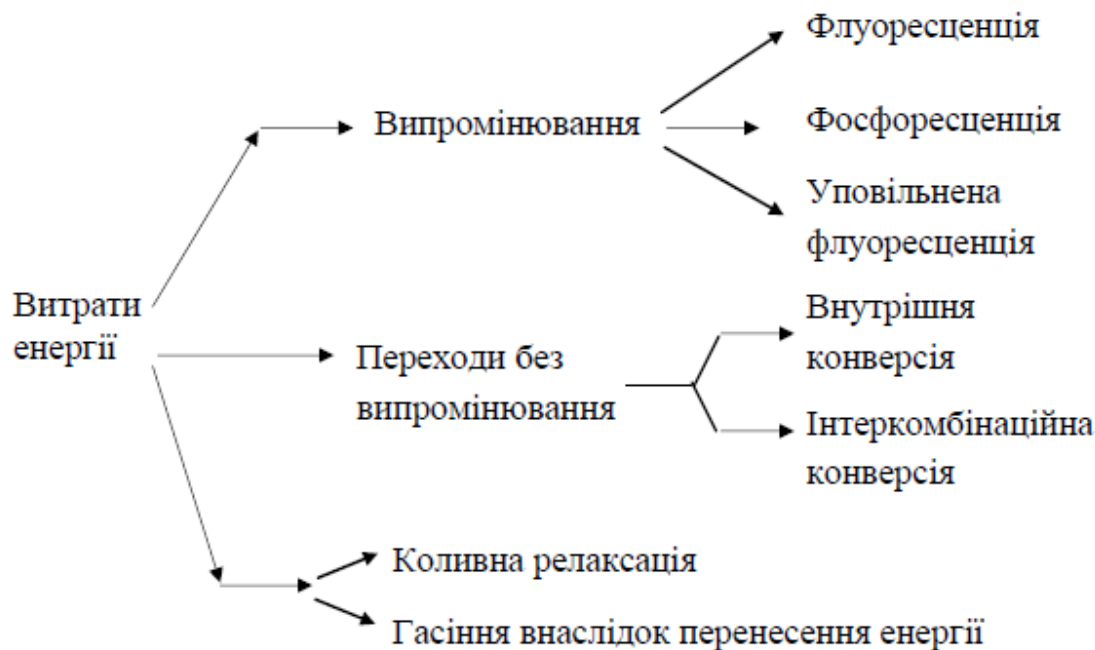 Флуоресценція
Випромінювання
Фосфоресценція
Уповільнена
флуоресценція
Витрати
енергії
Переходи без
випромінювання
Внутрішня
конверсія
Інтеркомбінаційна
конверсія
Коливна релаксація
Гасіння внаслідок перенесення енергії